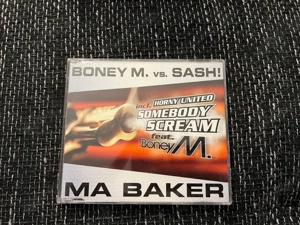 BONEY M. vs. SASH!
incl. HORNY UNITED
SOMEBODY
SCREAM
feat.
Boney M.
MA BAKER